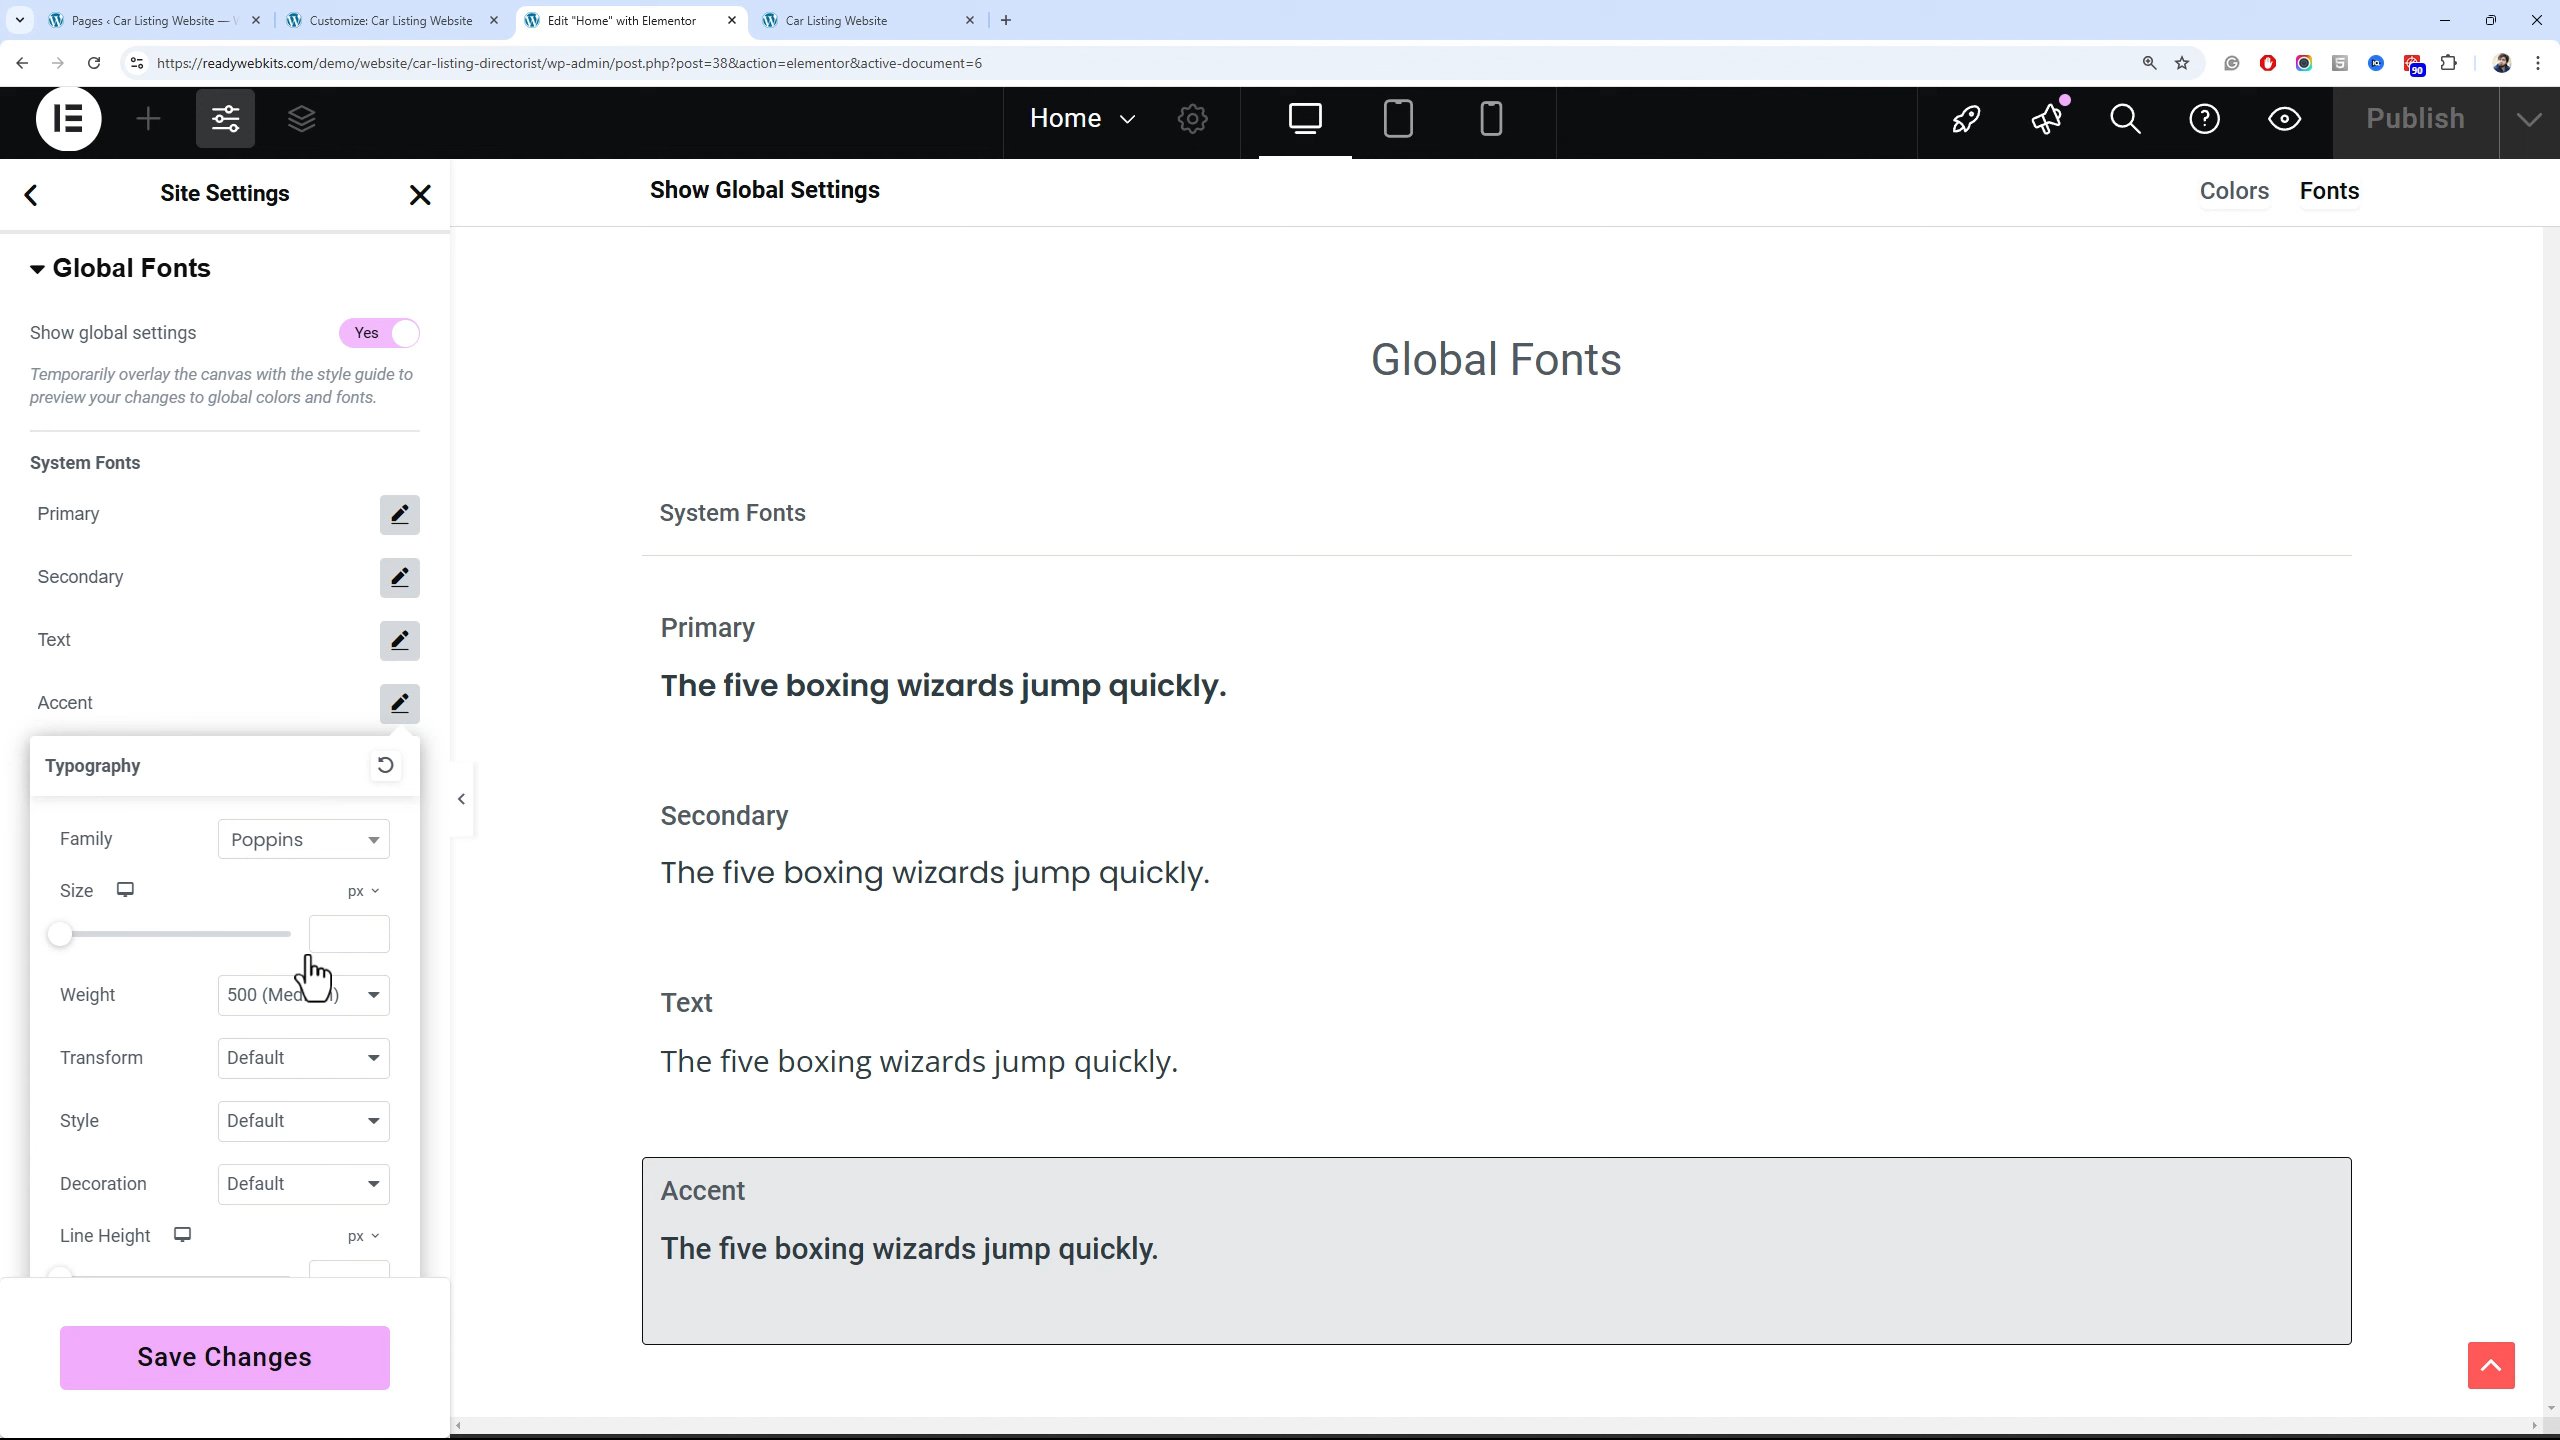 Pages ‹ Car Listing Website —
Customize: Car Listing Website
Edit "Home" with Elementor
Car Listing Website
https://readywebkits.com/demo/website/car-listing-directorist/wp-admin/post.php?post=38&action=elementor&active-document=6
90
Home
Publish
Site Settings
Show Global Settings
Colors
Fonts
Global Fonts
Show global settings
Yes
Temporarily overlay the canvas with the style guide to
preview your changes to global colors and fonts.
System Fonts
Primary
Secondary
Text
Accent
Typography
Family
Poppins
Size
px
Weight
500 (Med
)
Transform
Default
Style
Default
Decoration
Default
Line Height
px
Save Changes
Global Fonts
System Fonts
Primary
The five boxing wizards jump quickly.
Secondary
The five boxing wizards jump quickly.
Text
The five boxing wizards jump quickly.
Accent
The five boxing wizards jump quickly.